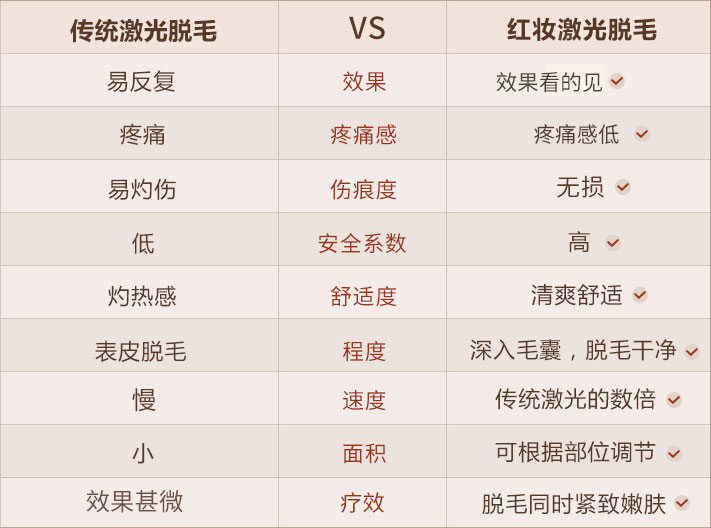 传统激光脱毛 VS 红妆激光脱毛
易反复 效果 效果看的见
疼痛 疼痛感 疼痛感低
易灼伤 伤痕度 无损
低 安全系数 高
灼热感 舒适度 清爽舒适
表皮脱毛 程度 深入毛囊，脱毛干净
慢 速度 传统激光的数倍
小 面积 可根据部位调节
效果甚微 疗效 脱毛同时紧致嫩肤